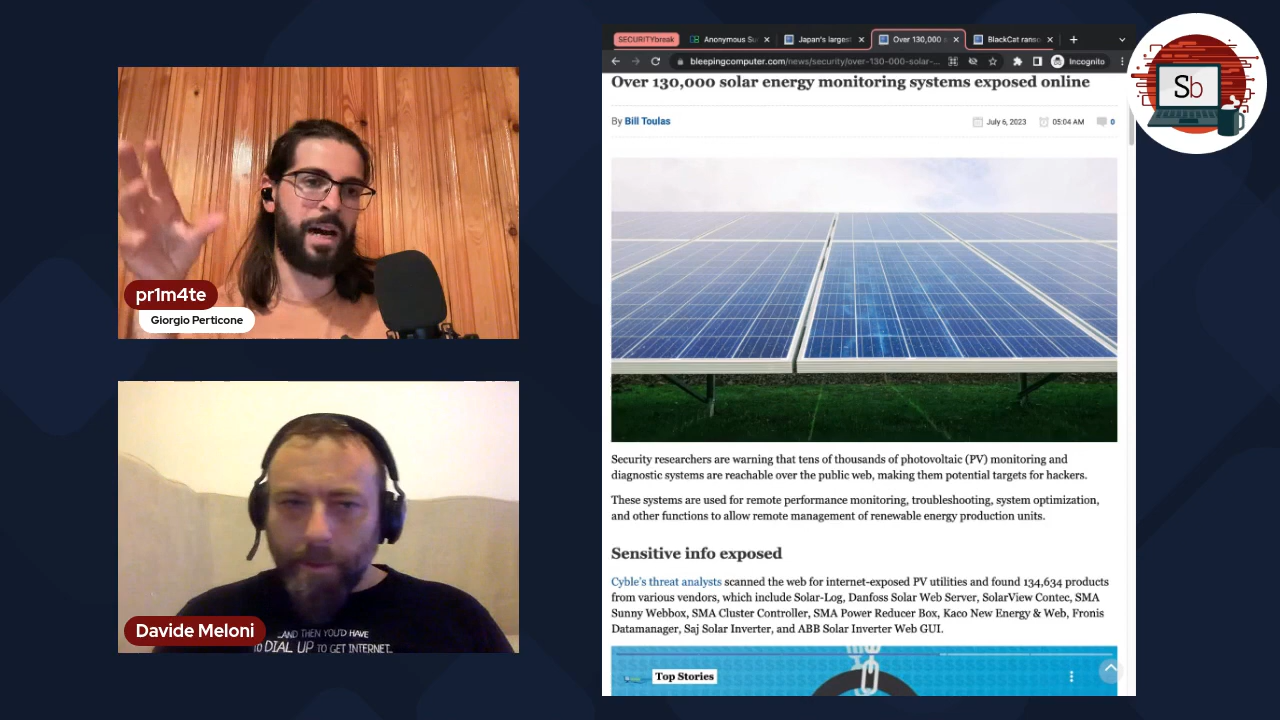 pr1m4te
Giorgio Perticone
Davide Meloni
...AND THEN YOU'D HAVE
TO DIAL UP TO GET INTERNET...
SECURITYbreak
Anonymous Su
Japan's largest
Over 130,000 s
BlackCat ranso
bleepingcomputer.com/news/security/over-130-000-solar-...
Incognito
Sb
Over 130,000 solar energy monitoring systems exposed online
By Bill Toulas
July 6, 2023
05:04 AM
0
Security researchers are warning that tens of thousands of photovoltaic (PV) monitoring and
diagnostic systems are reachable over the public web, making them potential targets for hackers.
These systems are used for remote performance monitoring, troubleshooting, system optimization,
and other functions to allow remote management of renewable energy production units.
Sensitive info exposed
Cyble's threat analysts scanned the web for internet-exposed PV utilities and found 134,634 products
from various vendors, which include Solar-Log, Danfoss Solar Web Server, SolarView Contec, SMA
Sunny Webbox, SMA Cluster Controller, SMA Power Reducer Box, Kaco New Energy & Web, Fronis
Datamanager, Saj Solar Inverter, and ABB Solar Inverter Web GUI.
Top Stories